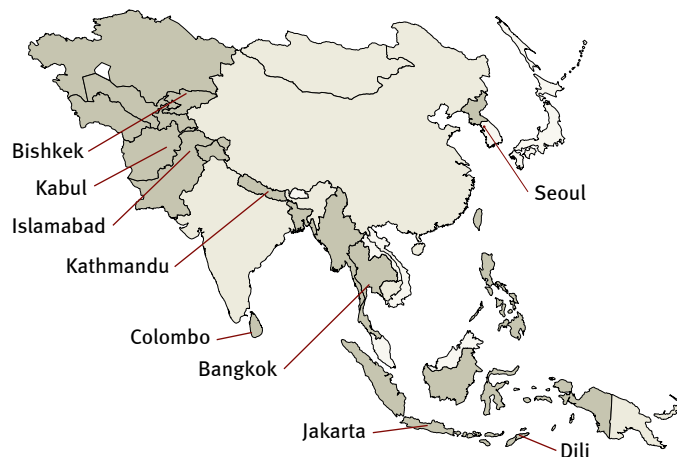 Bishkek
Kabul
Islamabad
Seoul
Kathmandu
Colombo
Bangkok
Jakarta
Dili